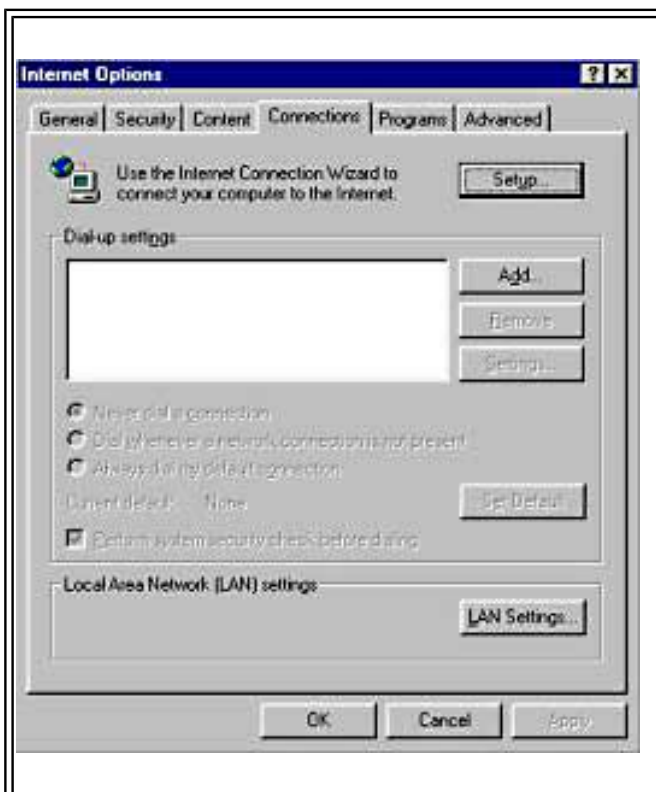 Internet Options
General Security Content Connections Programs Advanced
Use the Internet Connection Wizard to
connect your computer to the Internet.
Setup...
Dial-up settings
Add...
Remove
Settings...
Never dial a connection
Dial whenever a network connection is not present
Always dial my default connection
Current default: None
Set Default
Perform system security check before dialing
Local Area Network (LAN) settings
LAN Settings...
OK Cancel Apply